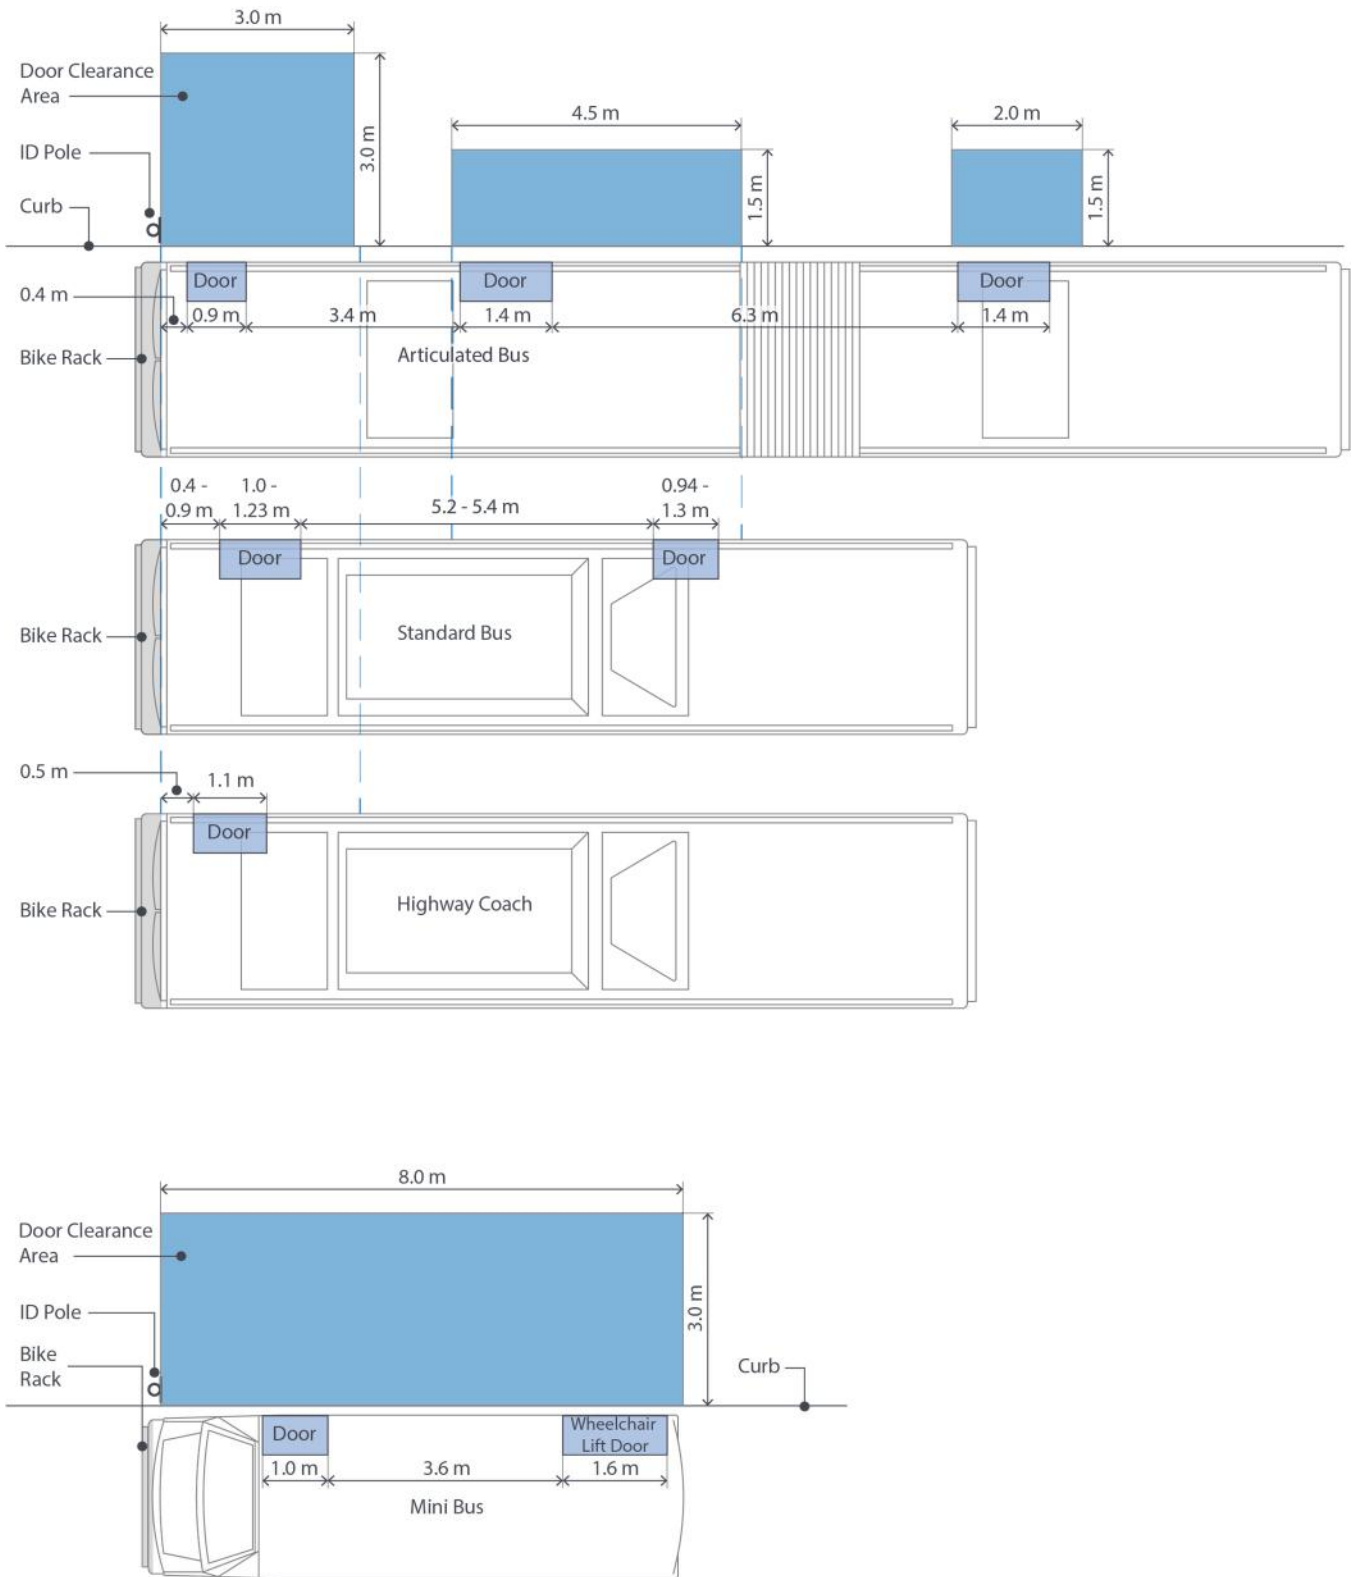 3.0 m
Door Clearance
Area
3.0 m
4.5 m
2.0 m
ID Pole
1.5 m
1.5 m
Curb
Door
Door
Door
0.4 m
0.9 m
3.4 m
1.4 m
6.3 m
1.4 m
Bike Rack
Articulated Bus
0.4 -
0.9 m
1.0 -
1.23 m
5.2 - 5.4 m
0.94 -
1.3 m
Door
Door
Bike Rack
Standard Bus
0.5 m
1.1 m
Door
Bike Rack
Highway Coach
8.0 m
Door Clearance
Area
3.0 m
ID Pole
Bike
Rack
Curb
Door
Wheelchair
Lift Door
1.0 m
3.6 m
1.6 m
Mini Bus